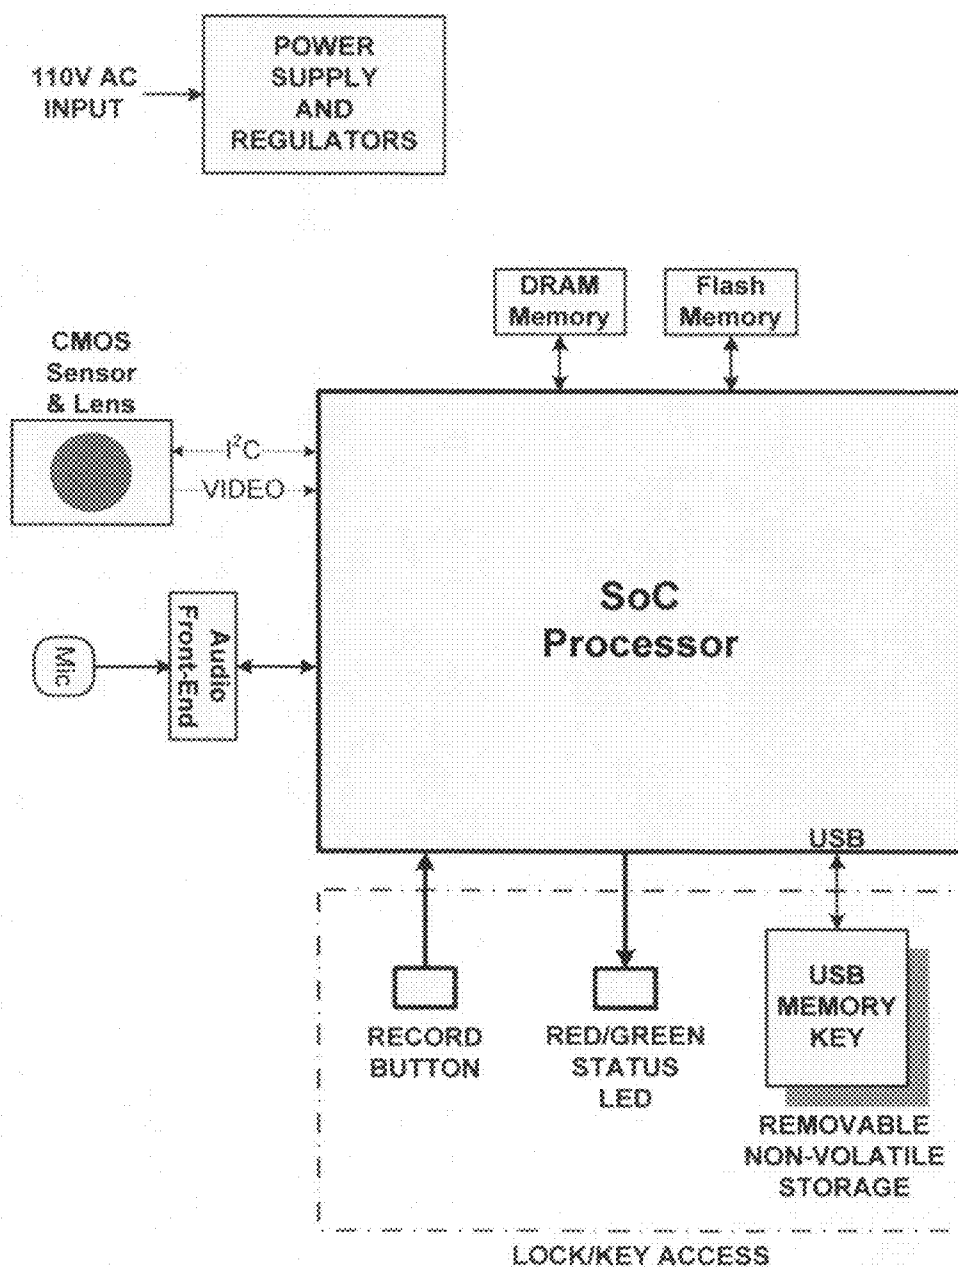 110V AC
INPUT
POWER
SUPPLY
AND
REGULATORS
DRAM
Memory
Flash
Memory
CMOS
Sensor
& Lens
I²C
VIDEO
SoC
Processor
Mic
Audio
Front-End
USB
RECORD
BUTTON
RED/GREEN
STATUS
LED
USB
MEMORY
KEY
REMOVABLE
NON-VOLATILE
STORAGE
LOCK/KEY ACCESS